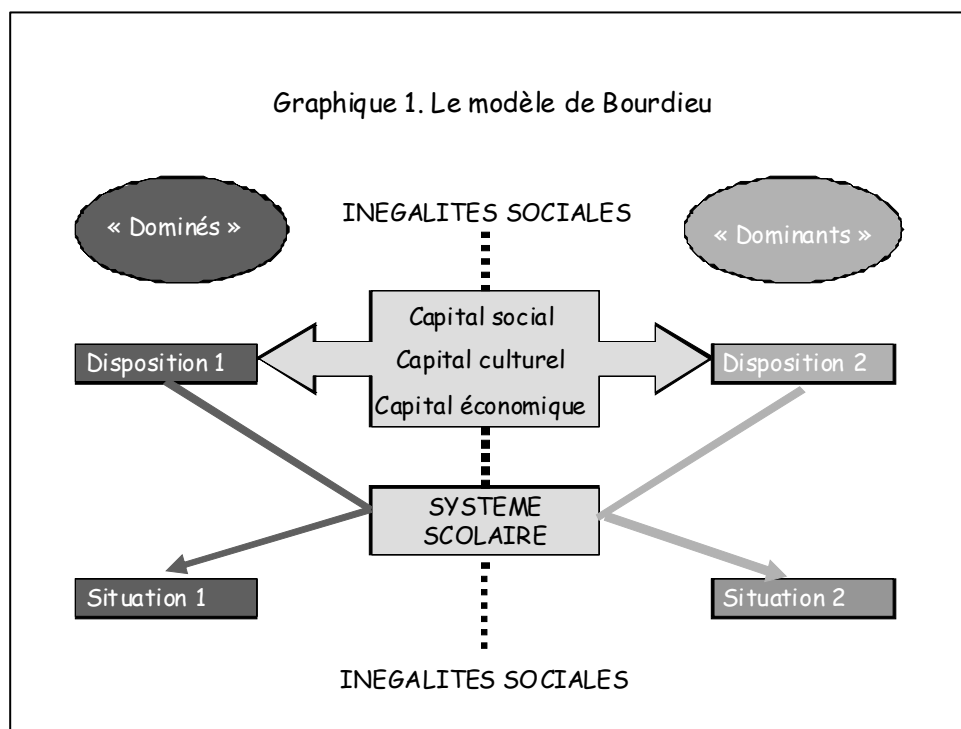 Graphique 1. Le modèle de Bourdieu
« Dominés »
INEGALITES SOCIALES
« Dominants »
Capital social
Disposition 1
Capital culturel
Disposition 2
Capital économique
SYSTEME
SCOLAIRE
Situation 1
Situation 2
INEGALITES SOCIALES